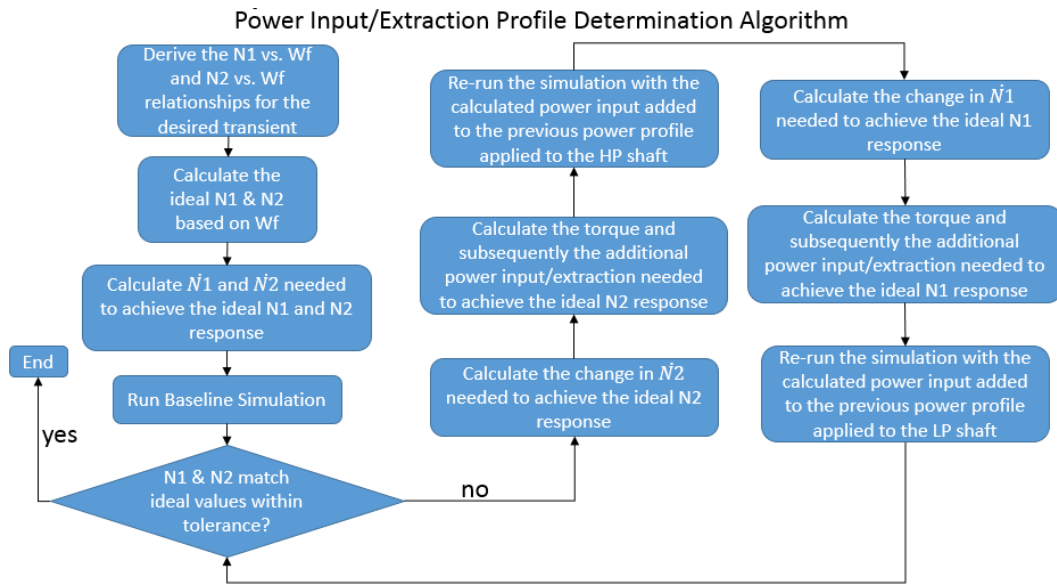 Power Input/Extraction Profile Determination Algorithm
Derive the N1 vs. Wf
and N2 vs. Wf
relationships for the
desired transient
Calculate the
ideal N1 & N2
based on Wf
Calculate Ṅ1 and Ṅ2 needed
to achieve the ideal N1 and N2
response
Run Baseline Simulation
N1 & N2 match
ideal values within
tolerance?
yes
End
no
Calculate the change in Ṅ2
needed to achieve the ideal N2
response
Calculate the torque and
subsequently the additional
power input/extraction needed
to achieve the ideal N2 response
Re-run the simulation with the
calculated power input added
to the previous power profile
applied to the HP shaft
Calculate the change in Ṅ1
needed to achieve the ideal N1
response
Calculate the torque and
subsequently the additional
power input/extraction needed to
achieve the ideal N1 response
Re-run the simulation with the
calculated power input added
to the previous power profile
applied to the LP shaft